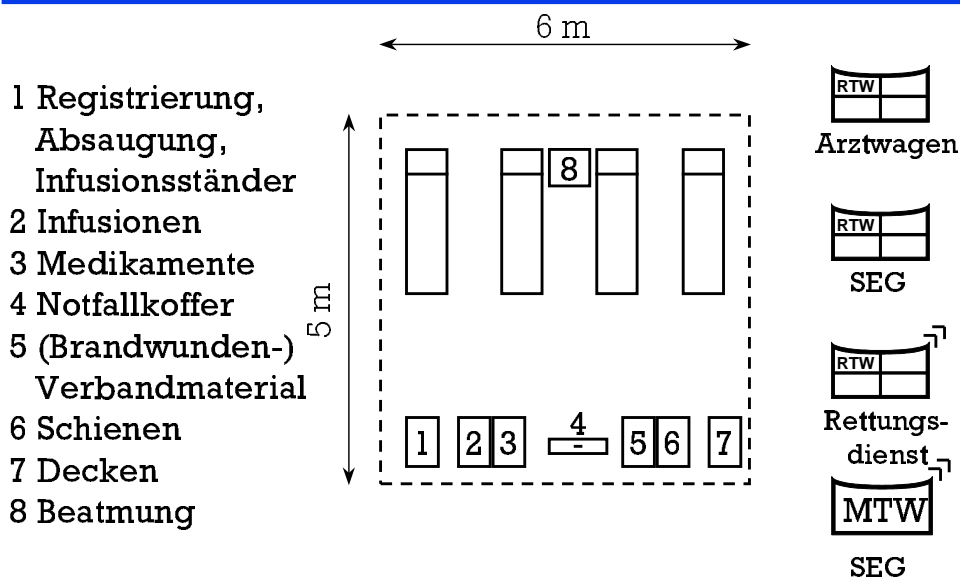 6 m
1 Registrierung,
Absaugung,
Infusionsständer
2 Infusionen
3 Medikamente
4 Notfallkoffer
5 (Brandwunden-)
Verbandmaterial
6 Schienen
7 Decken
8 Beatmung
5 m
8
4
1 2 3 - 5 6 7
RTW
Arztwagen
RTW
SEG
RTW
Rettungs-
dienst
MTW
SEG